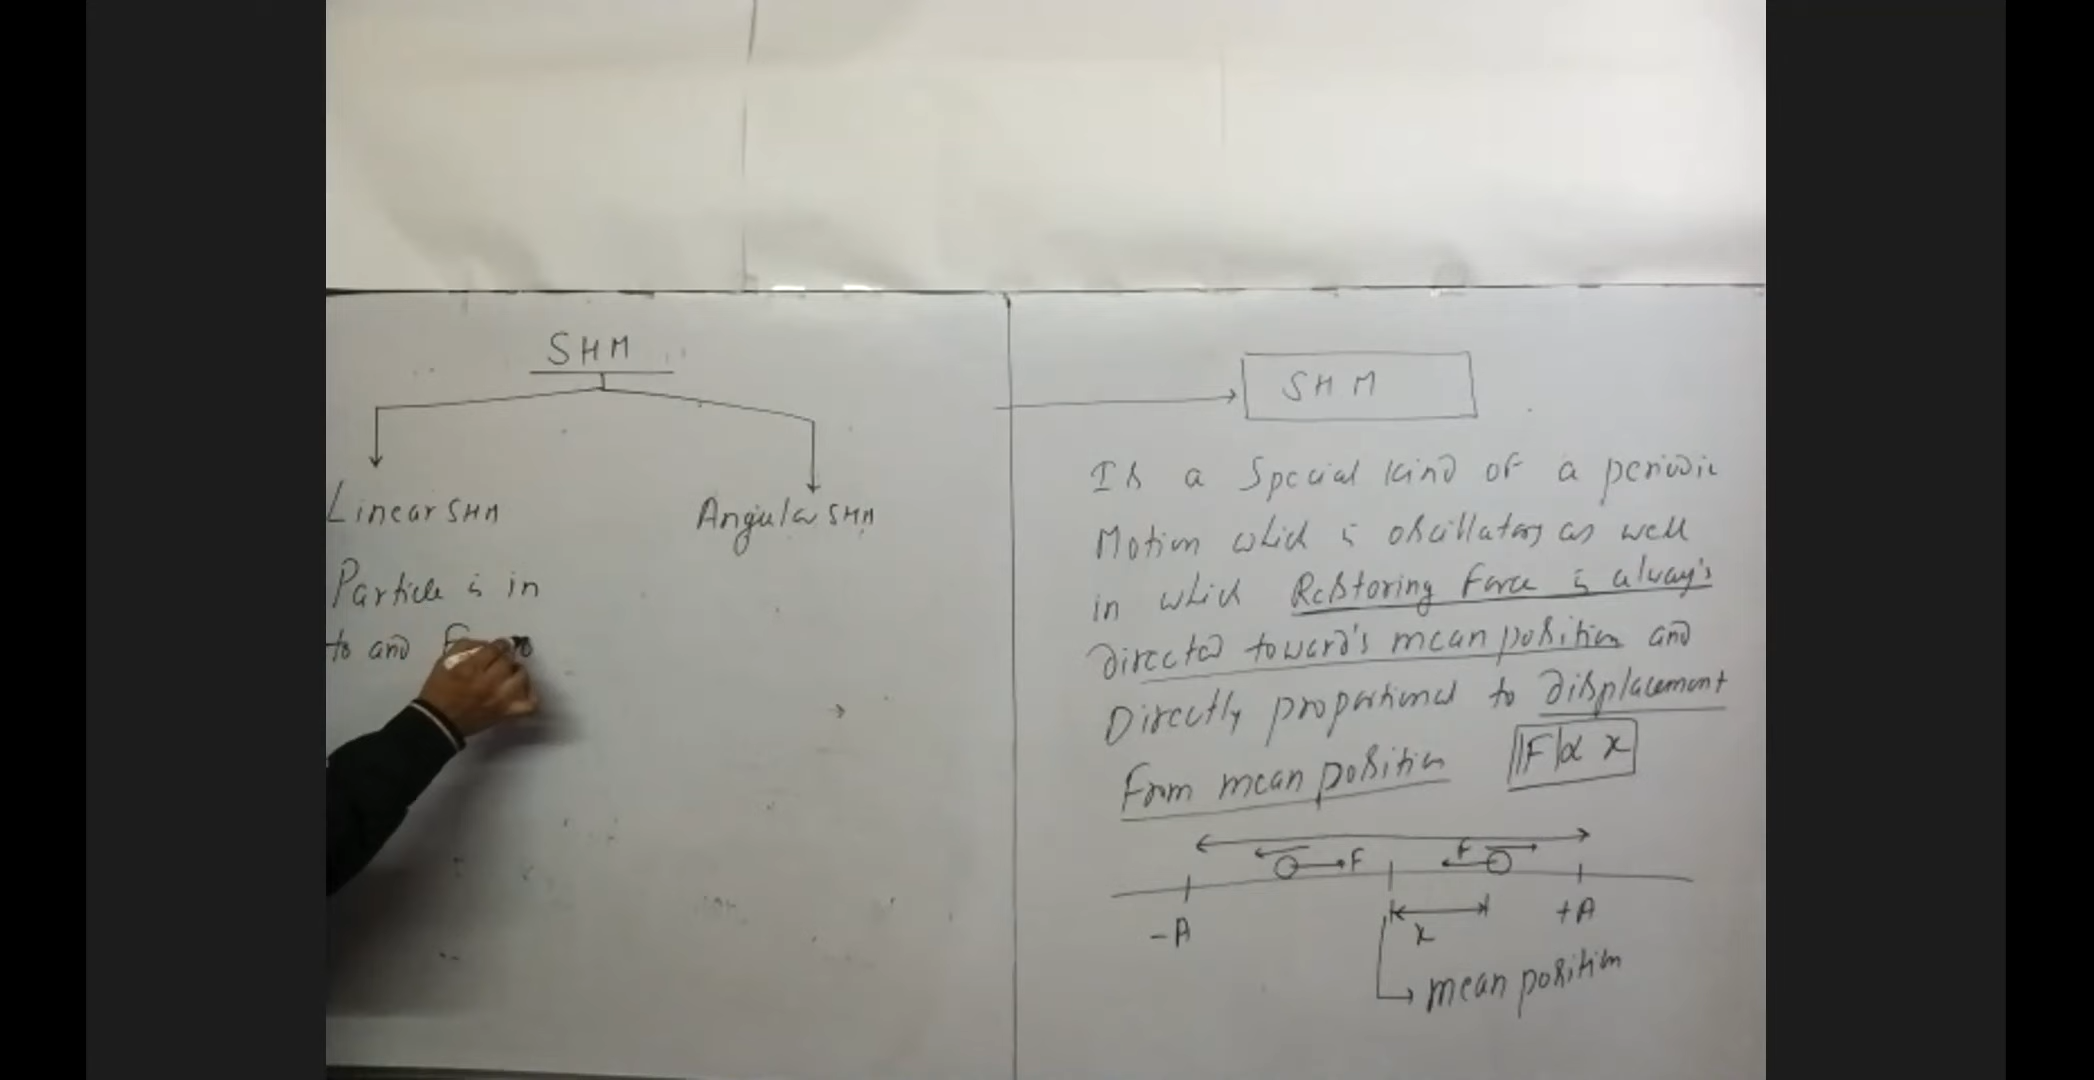 SHM
Linear SHM
Angular SHM
Particle is in
to and
SHM
Is a Special kind of a periodic
Motion which is oscillatory as well
in which Restoring Force is always's
directed toward's mean position and
Directly proportional to displacement
From mean position |F| α x
F F
-A x +A
mean position